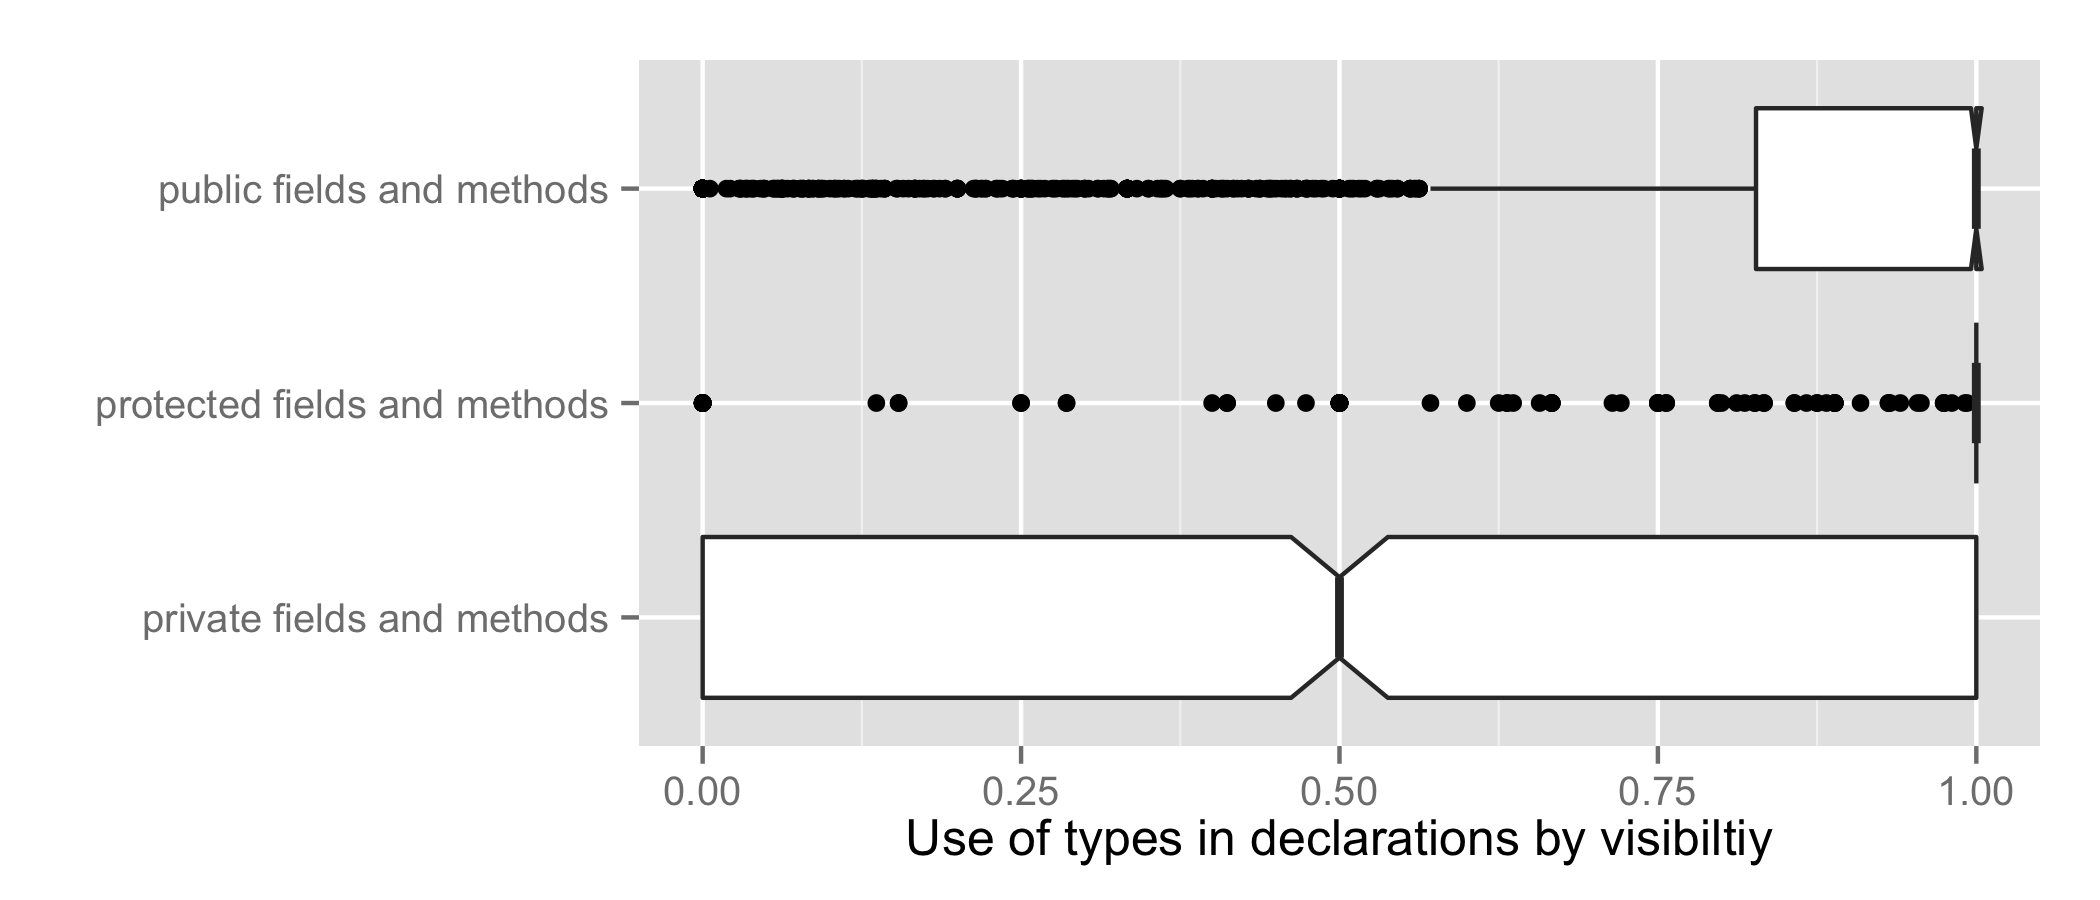 public fields and methods
protected fields and methods
private fields and methods
0.00 0.25 0.50 0.75 1.00
Use of types in declarations by visibiltiy